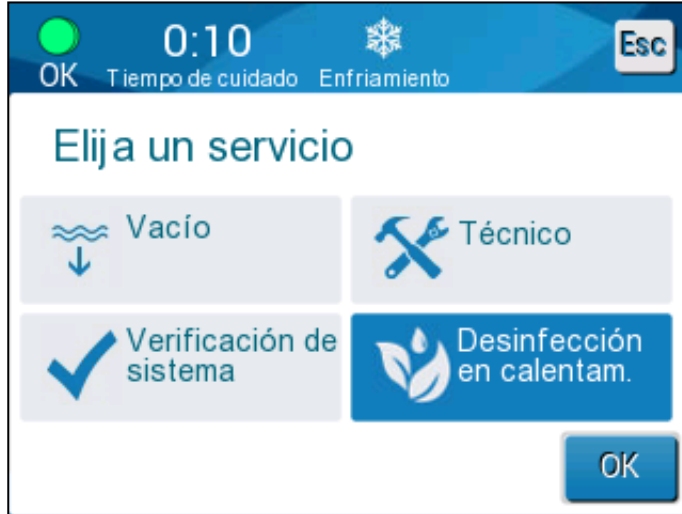 0:10
Esc
OK Tiempo de cuidado Enfriamiento
Elija un servicio
Vacío
Técnico
Verificación de
sistema
Desinfección
en calentam.
OK